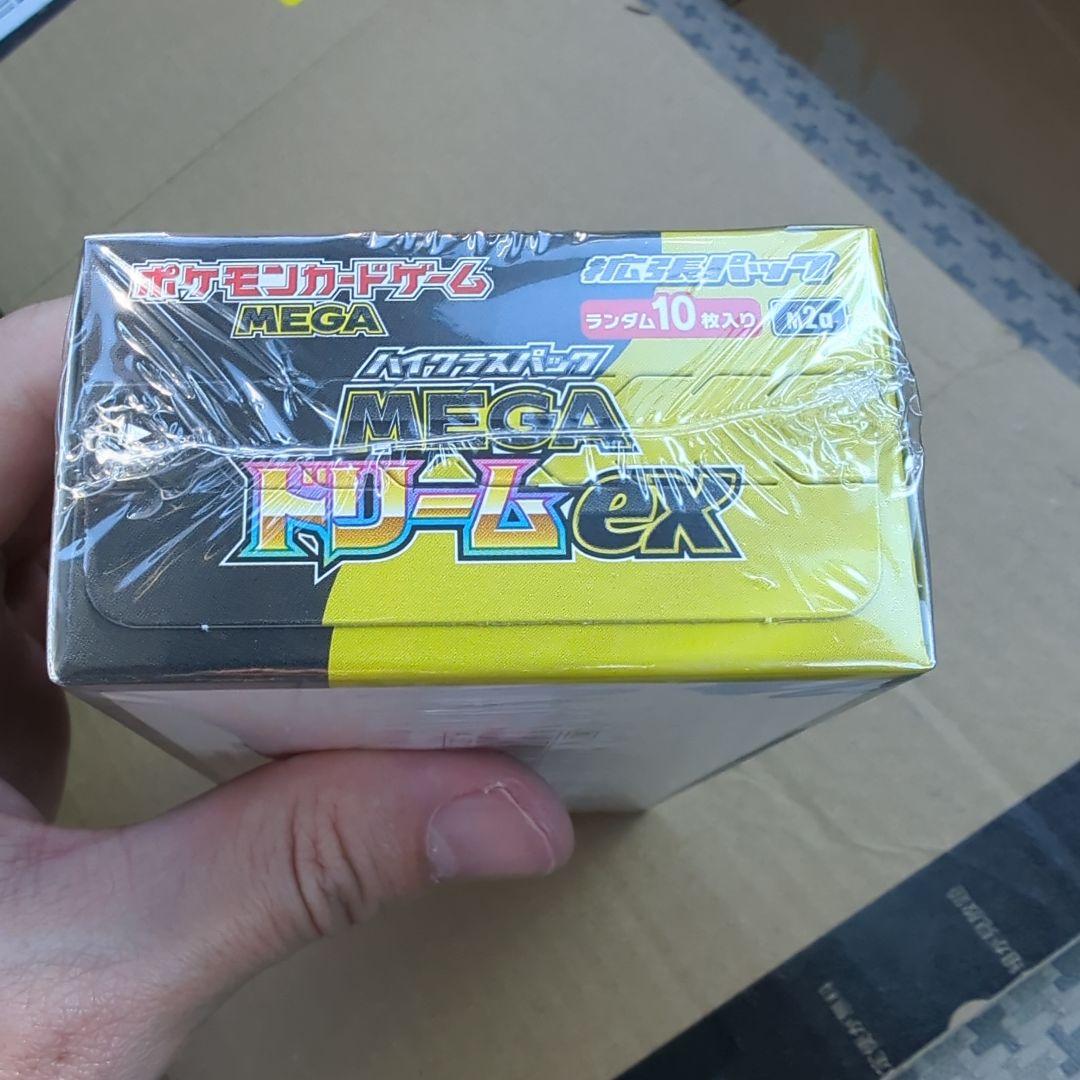 ポケモンカードゲーム
MEGA
拡張パック
ランダム10枚入り M2a
ハイクラスパック
MEGA
ドリームex